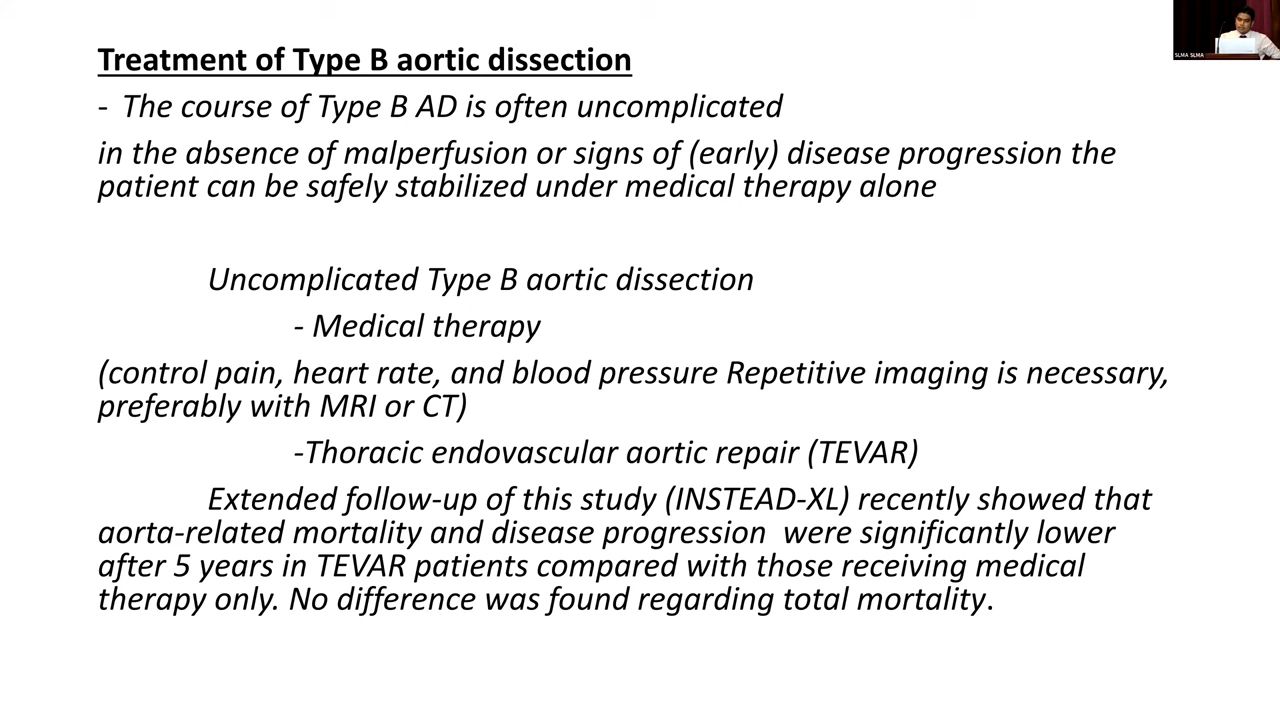 Treatment of Type B aortic dissection
- The course of Type B AD is often uncomplicated
in the absence of malperfusion or signs of (early) disease progression the
patient can be safely stabilized under medical therapy alone
Uncomplicated Type B aortic dissection
- Medical therapy
(control pain, heart rate, and blood pressure Repetitive imaging is necessary,
preferably with MRI or CT)
-Thoracic endovascular aortic repair (TEVAR)
Extended follow-up of this study (INSTEAD-XL) recently showed that
aorta-related mortality and disease progression  were significantly lower
after 5 years in TEVAR patients compared with those receiving medical
therapy only. No difference was found regarding total mortality.
SLMA SLMA